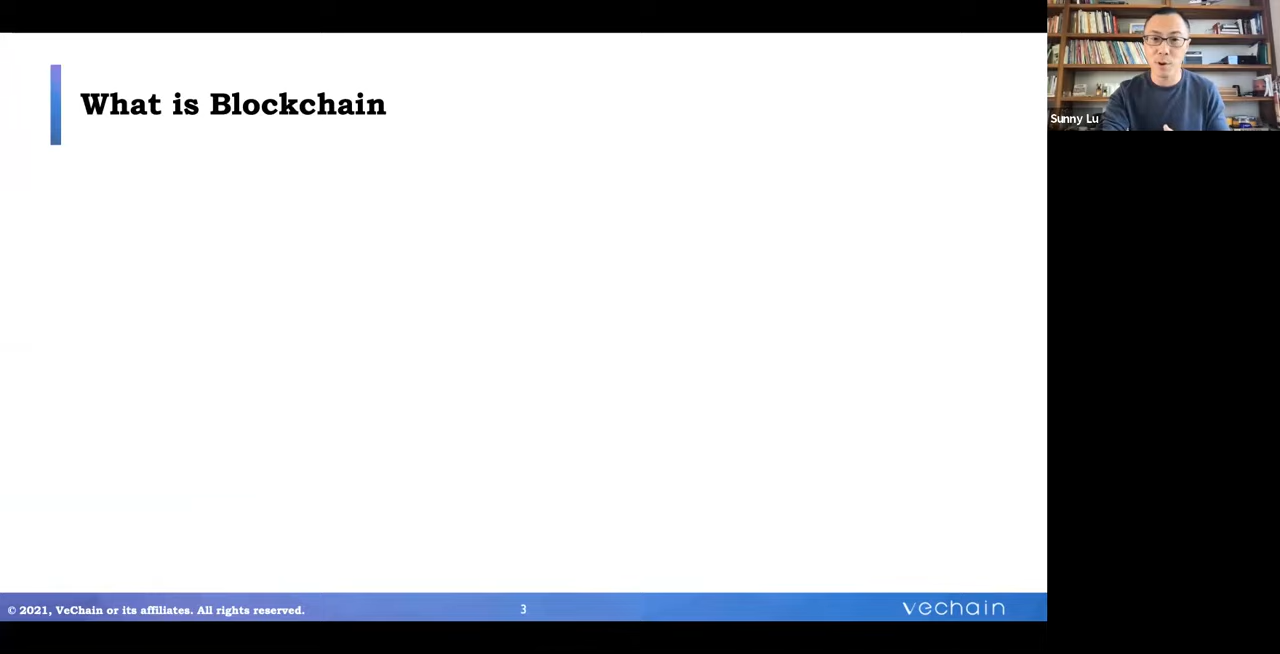 What is Blockchain
Sunny Lu
© 2021, VeChain or its affiliates. All rights reserved.
3
vechain